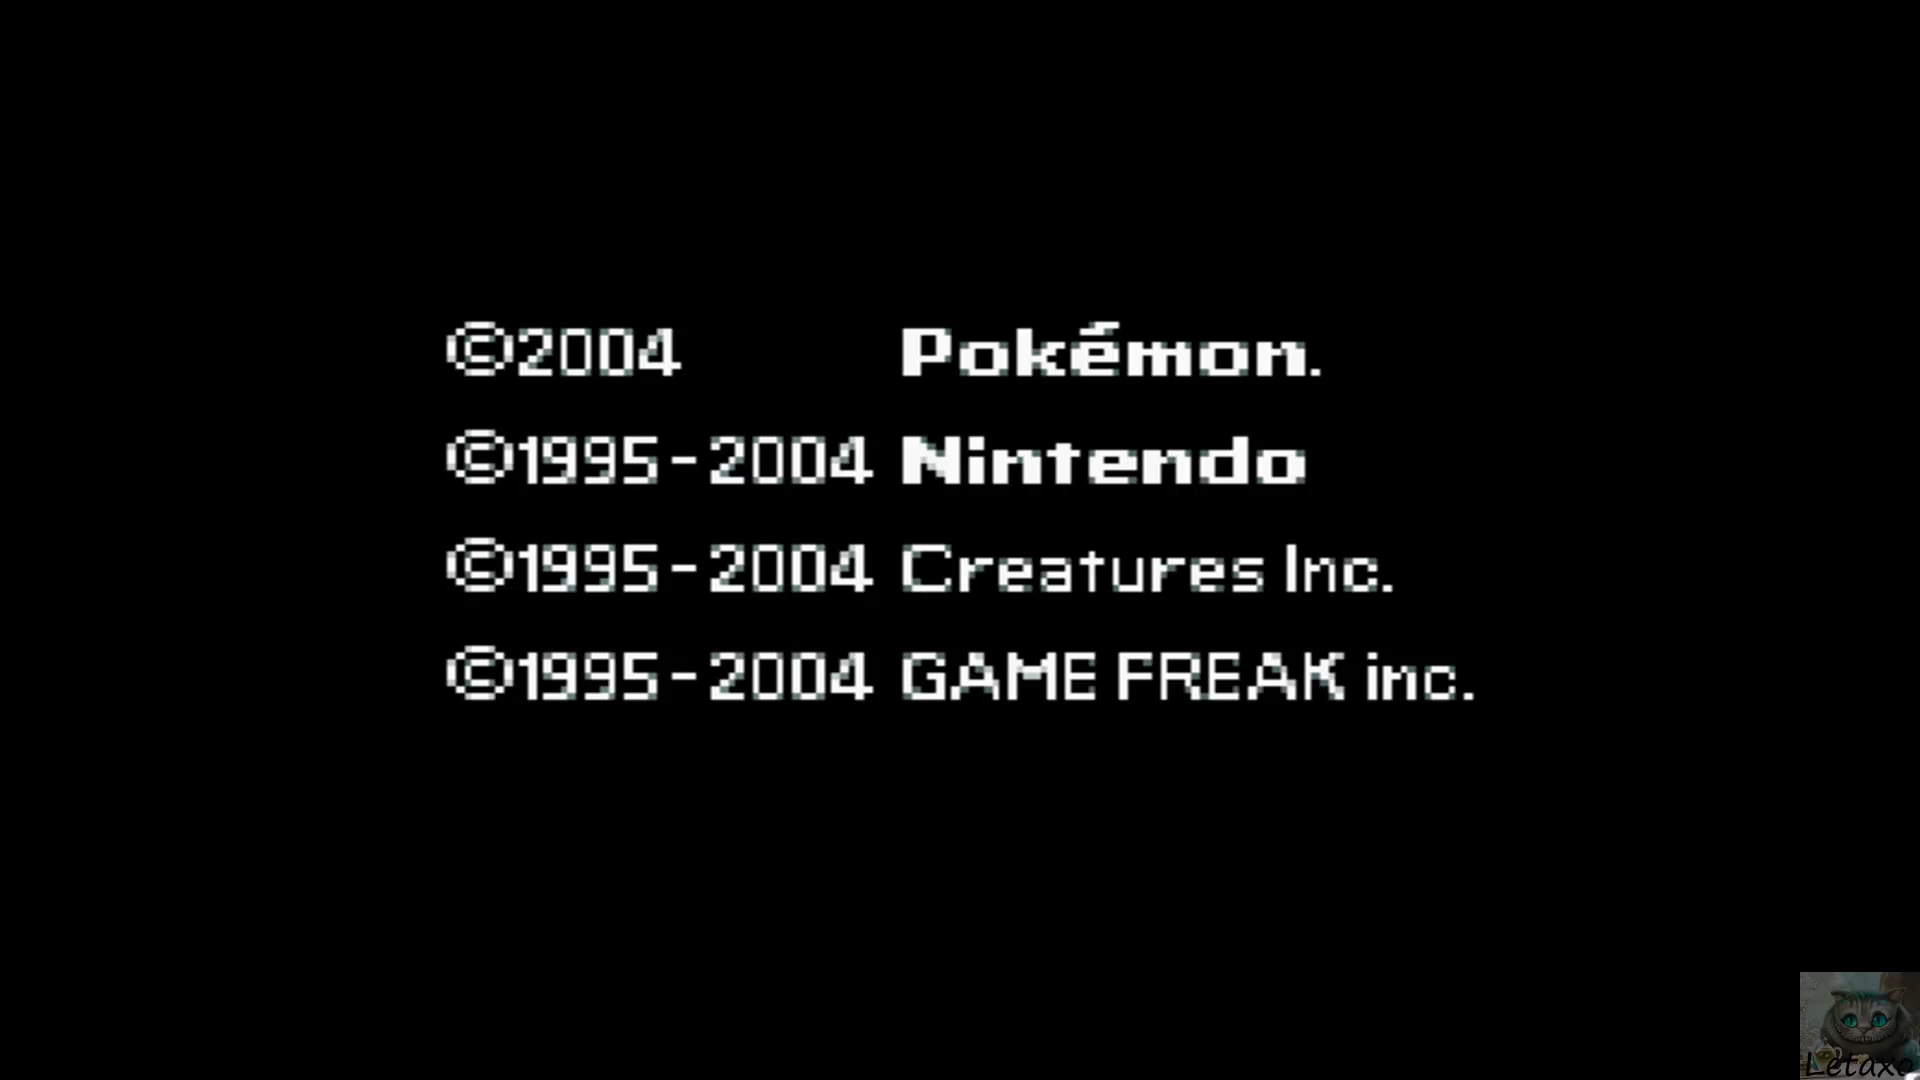 ©2004 Pokémon.
©1995-2004 Nintendo
©1995-2004 Creatures Inc.
©1995-2004 GAME FREAK inc.
Letaxo